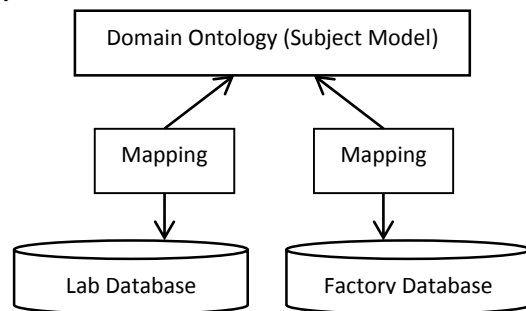 Domain Ontology (Subject Model)
Mapping Mapping
Lab Database Factory Database